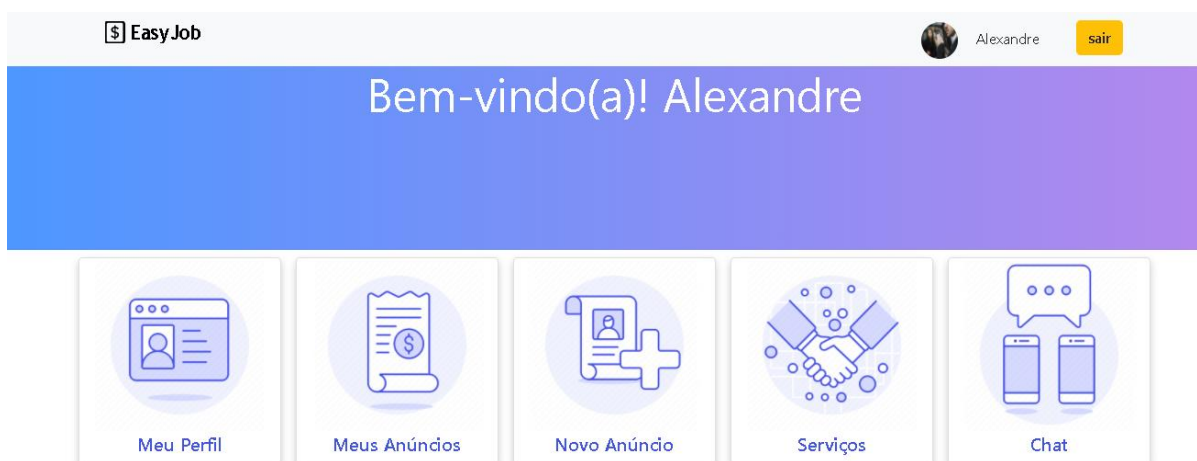 $ EasyJob
Alexandre
sair
Bem-vindo(a)! Alexandre
$
Meu Perfil
Meus Anúncios
Novo Anúncio
Serviços
Chat